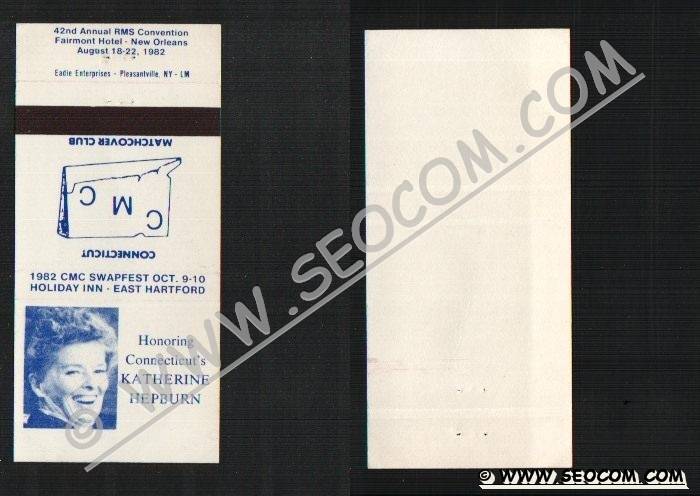 42nd Annual RMS Convention
Fairmont Hotel - New Orleans
August 18-22, 1982
Eadie Enterprises - Pleasantville, NY - LM
MATCHCOVER CLUB
C M C
CONNECTICUT
1982 CMC SWAPFEST OCT. 9-10
HOLIDAY INN - EAST HARTFORD
Honoring
Connecticut's
KATHERINE
HEPBURN
© WWW.SEOCOM.COM
© WWW.SEOCOM.COM